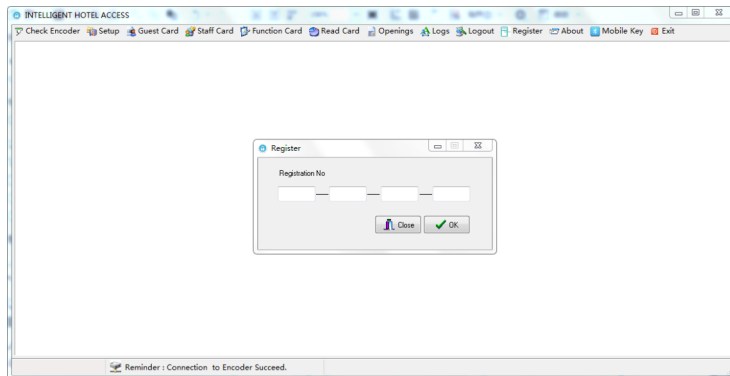 INTELLIGENT HOTEL ACCESS
Check Encoder Setup Guest Card Staff Card Function Card Read Card Openings Logs Logout Register About Mobile Key Exit
Register
Registration No
Close OK
Reminder : Connection to Encoder Succeed.